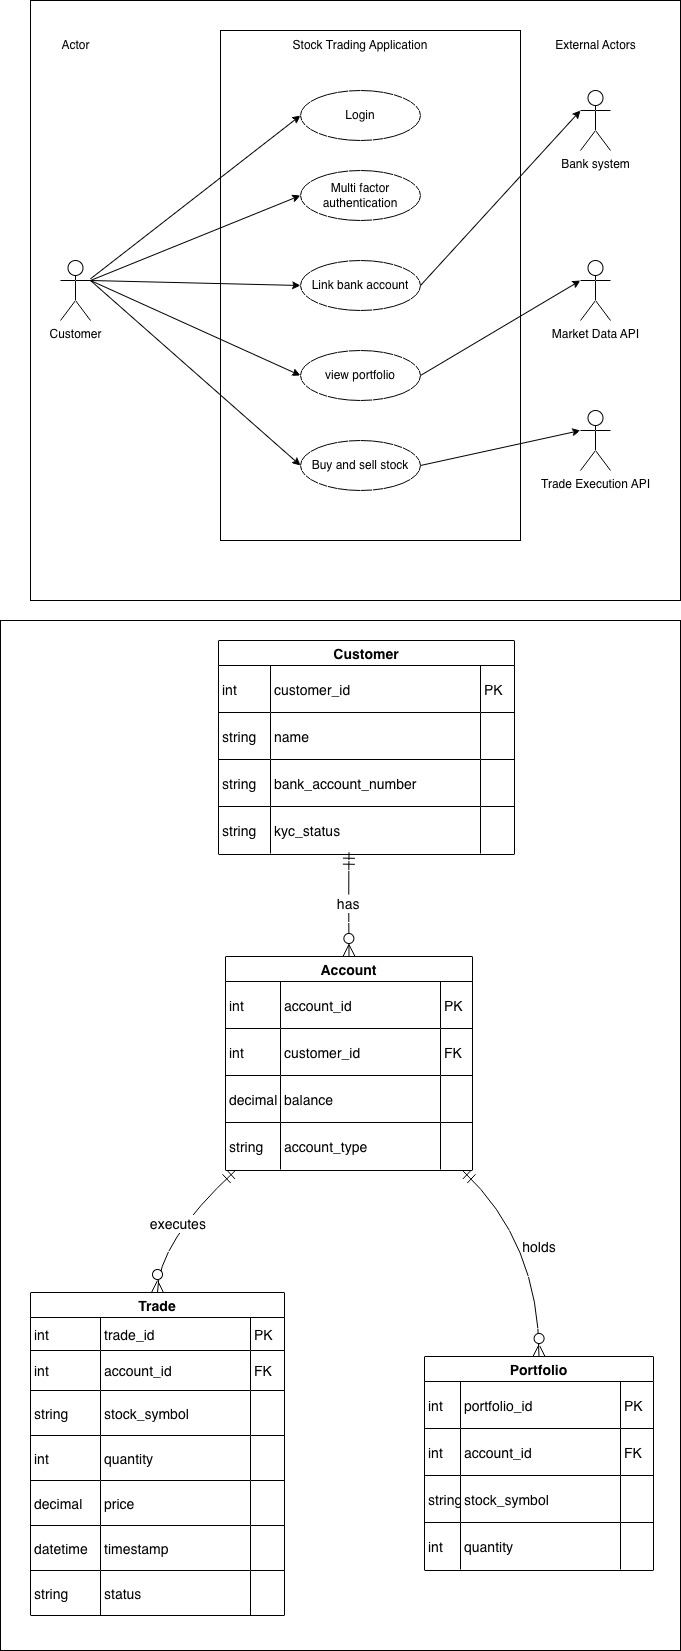 Actor
Stock Trading Application
External Actors
Login
Bank system
Multi factor
authentication
Customer
Link bank account
Market Data API
view portfolio
Buy and sell stock
Trade Execution API
Customer
int customer_id PK
string name
string bank_account_number
string kyc_status
has
Account
int account_id PK
int customer_id FK
decimal balance
string account_type
executes
holds
Trade
int trade_id PK
int account_id FK
string stock_symbol
int quantity
decimal price
datetime timestamp
string status
Portfolio
int portfolio_id PK
int account_id FK
string stock_symbol
int quantity